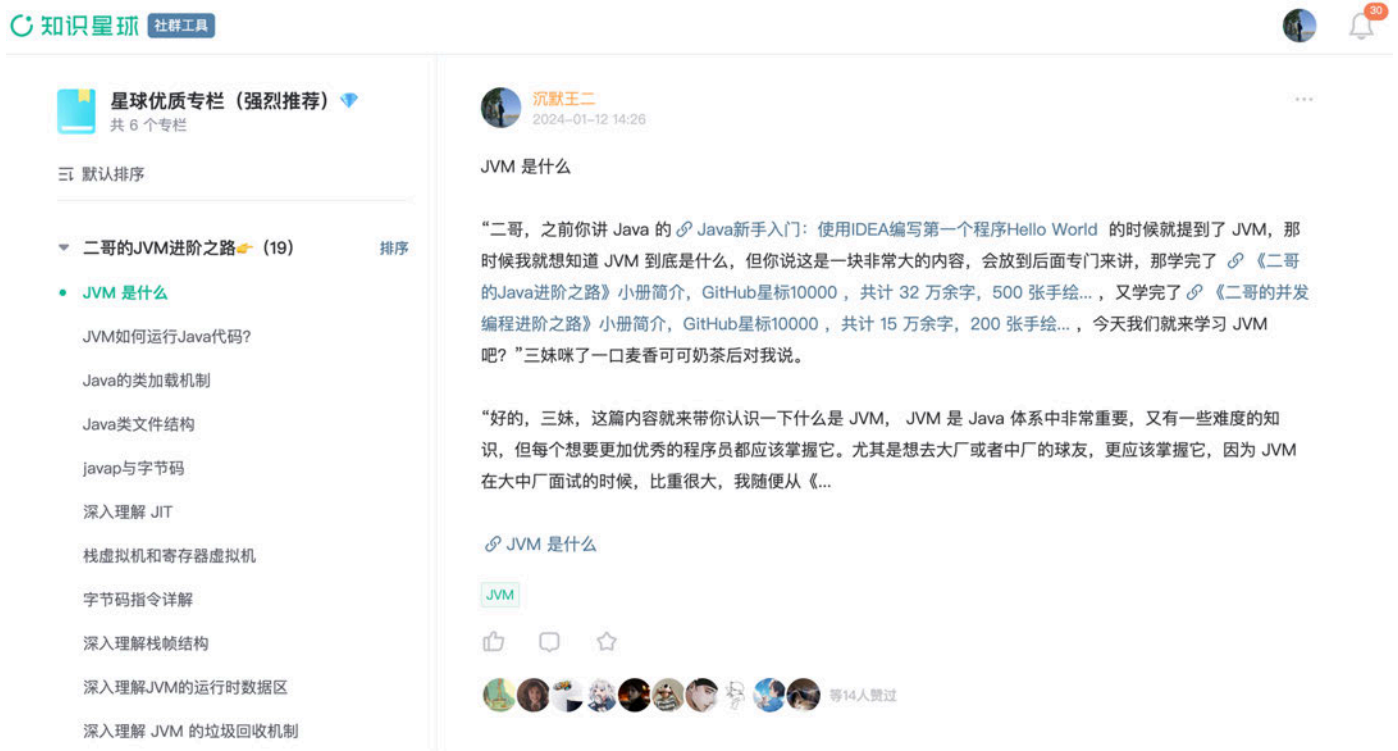 知识星球 社群工具
30
星球优质专栏（强烈推荐）
共 6 个专栏
默认排序
二哥的JVM进阶之路（19） 排序
JVM 是什么
JVM如何运行Java代码?
Java的类加载机制
Java类文件结构
javap与字节码
深入理解 JIT
栈虚拟机和寄存器虚拟机
字节码指令详解
深入理解栈帧结构
深入理解JVM的运行时数据区
深入理解 JVM 的垃圾回收机制
沉默王二
2024-01-12 14:26
JVM 是什么
“二哥，之前你讲 Java 的 Java新手入门：使用IDEA编写第一个程序Hello World 的时候就提到了 JVM，那
时候我就想知道 JVM 到底是什么，但你说这是一块非常大的内容，会放到后面专门来讲，那学完了 《二哥
的Java进阶之路》小册简介，GitHub星标10000 ，共计 32 万余字，500 张手绘... ，又学完了 《二哥的并发
编程进阶之路》小册简介，GitHub星标10000 ，共计 15 万余字，200 张手绘... ，今天我们就来学习 JVM
吧？”三妹咪了一口麦香可可奶茶后对我说。
“好的，三妹，这篇内容就来带你认识一下什么是 JVM， JVM 是 Java 体系中非常重要，又有一些难度的知
识，但每个想要更加优秀的程序员都应该掌握它。尤其是想去大厂或者中厂的球友，更应该掌握它，因为 JVM
在大中厂面试的时候，比重很大，我随便从《...
JVM 是什么
JVM
等14人赞过